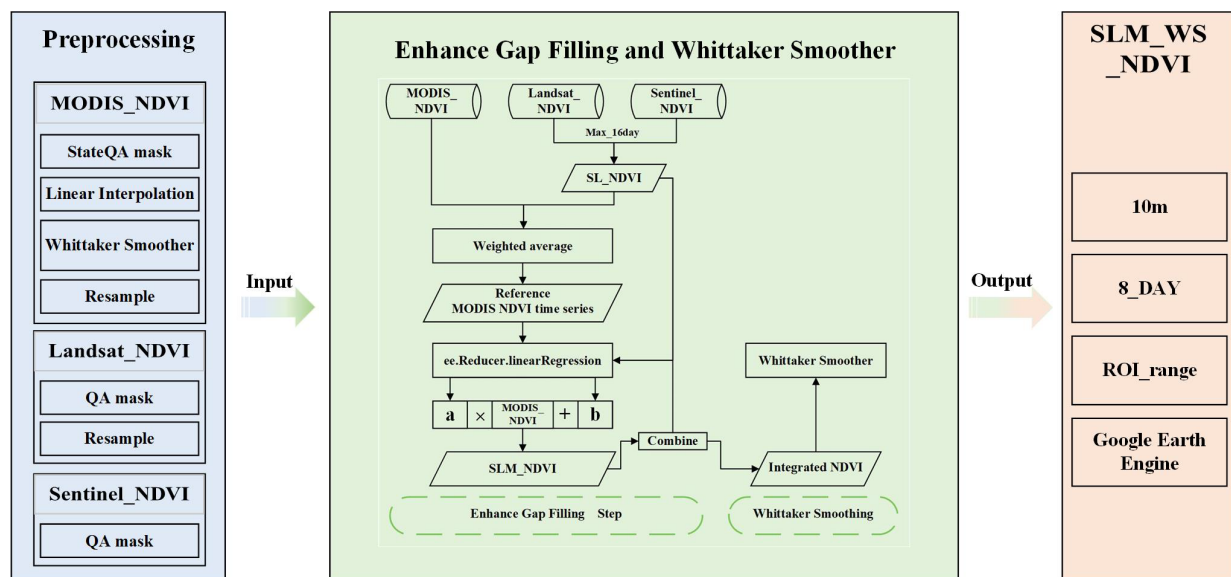 Preprocessing
MODIS_NDVI
StateQA mask
Linear Interpolation
Whittaker Smoother
Resample
Landsat_NDVI
QA mask
Resample
Sentinel_NDVI
QA mask
Input
Enhance Gap Filling and Whittaker Smoother
MODIS_
NDVI
Landsat_
NDVI
Sentinel_
NDVI
Max_16day
SL_NDVI
Weighted average
Reference
MODIS NDVI time series
ee.Reducer.linearRegression
a × MODIS_
NDVI + b
SLM_NDVI
Combine
Whittaker Smoother
Integrated NDVI
Enhance Gap Filling Step
Whittaker Smoothing
Output
SLM_WS
_NDVI
10m
8_DAY
ROI_range
Google Earth
Engine